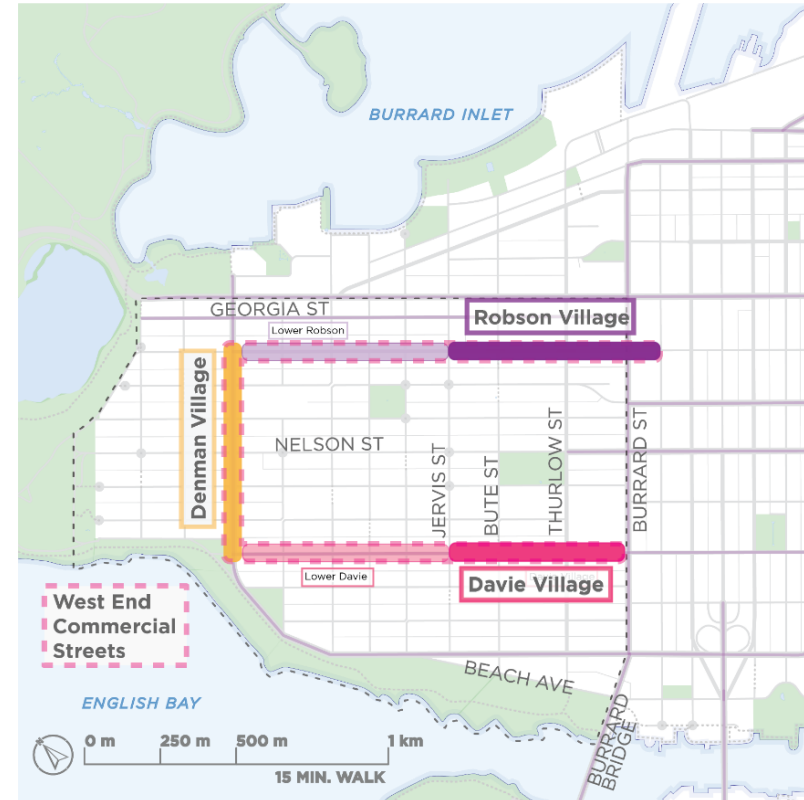 BURRARD INLET
GEORGIA ST
Robson Village
Lower Robson
Denman Village
NELSON ST
JERVIS ST
BUTE ST
THURLOW ST
BURRARD ST
Lower Davie
Davie Village
West End
Commercial
Streets
BEACH AVE
ENGLISH BAY
BURRARD
BRIDGE
0 m 250 m 500 m 1 km
15 MIN. WALK